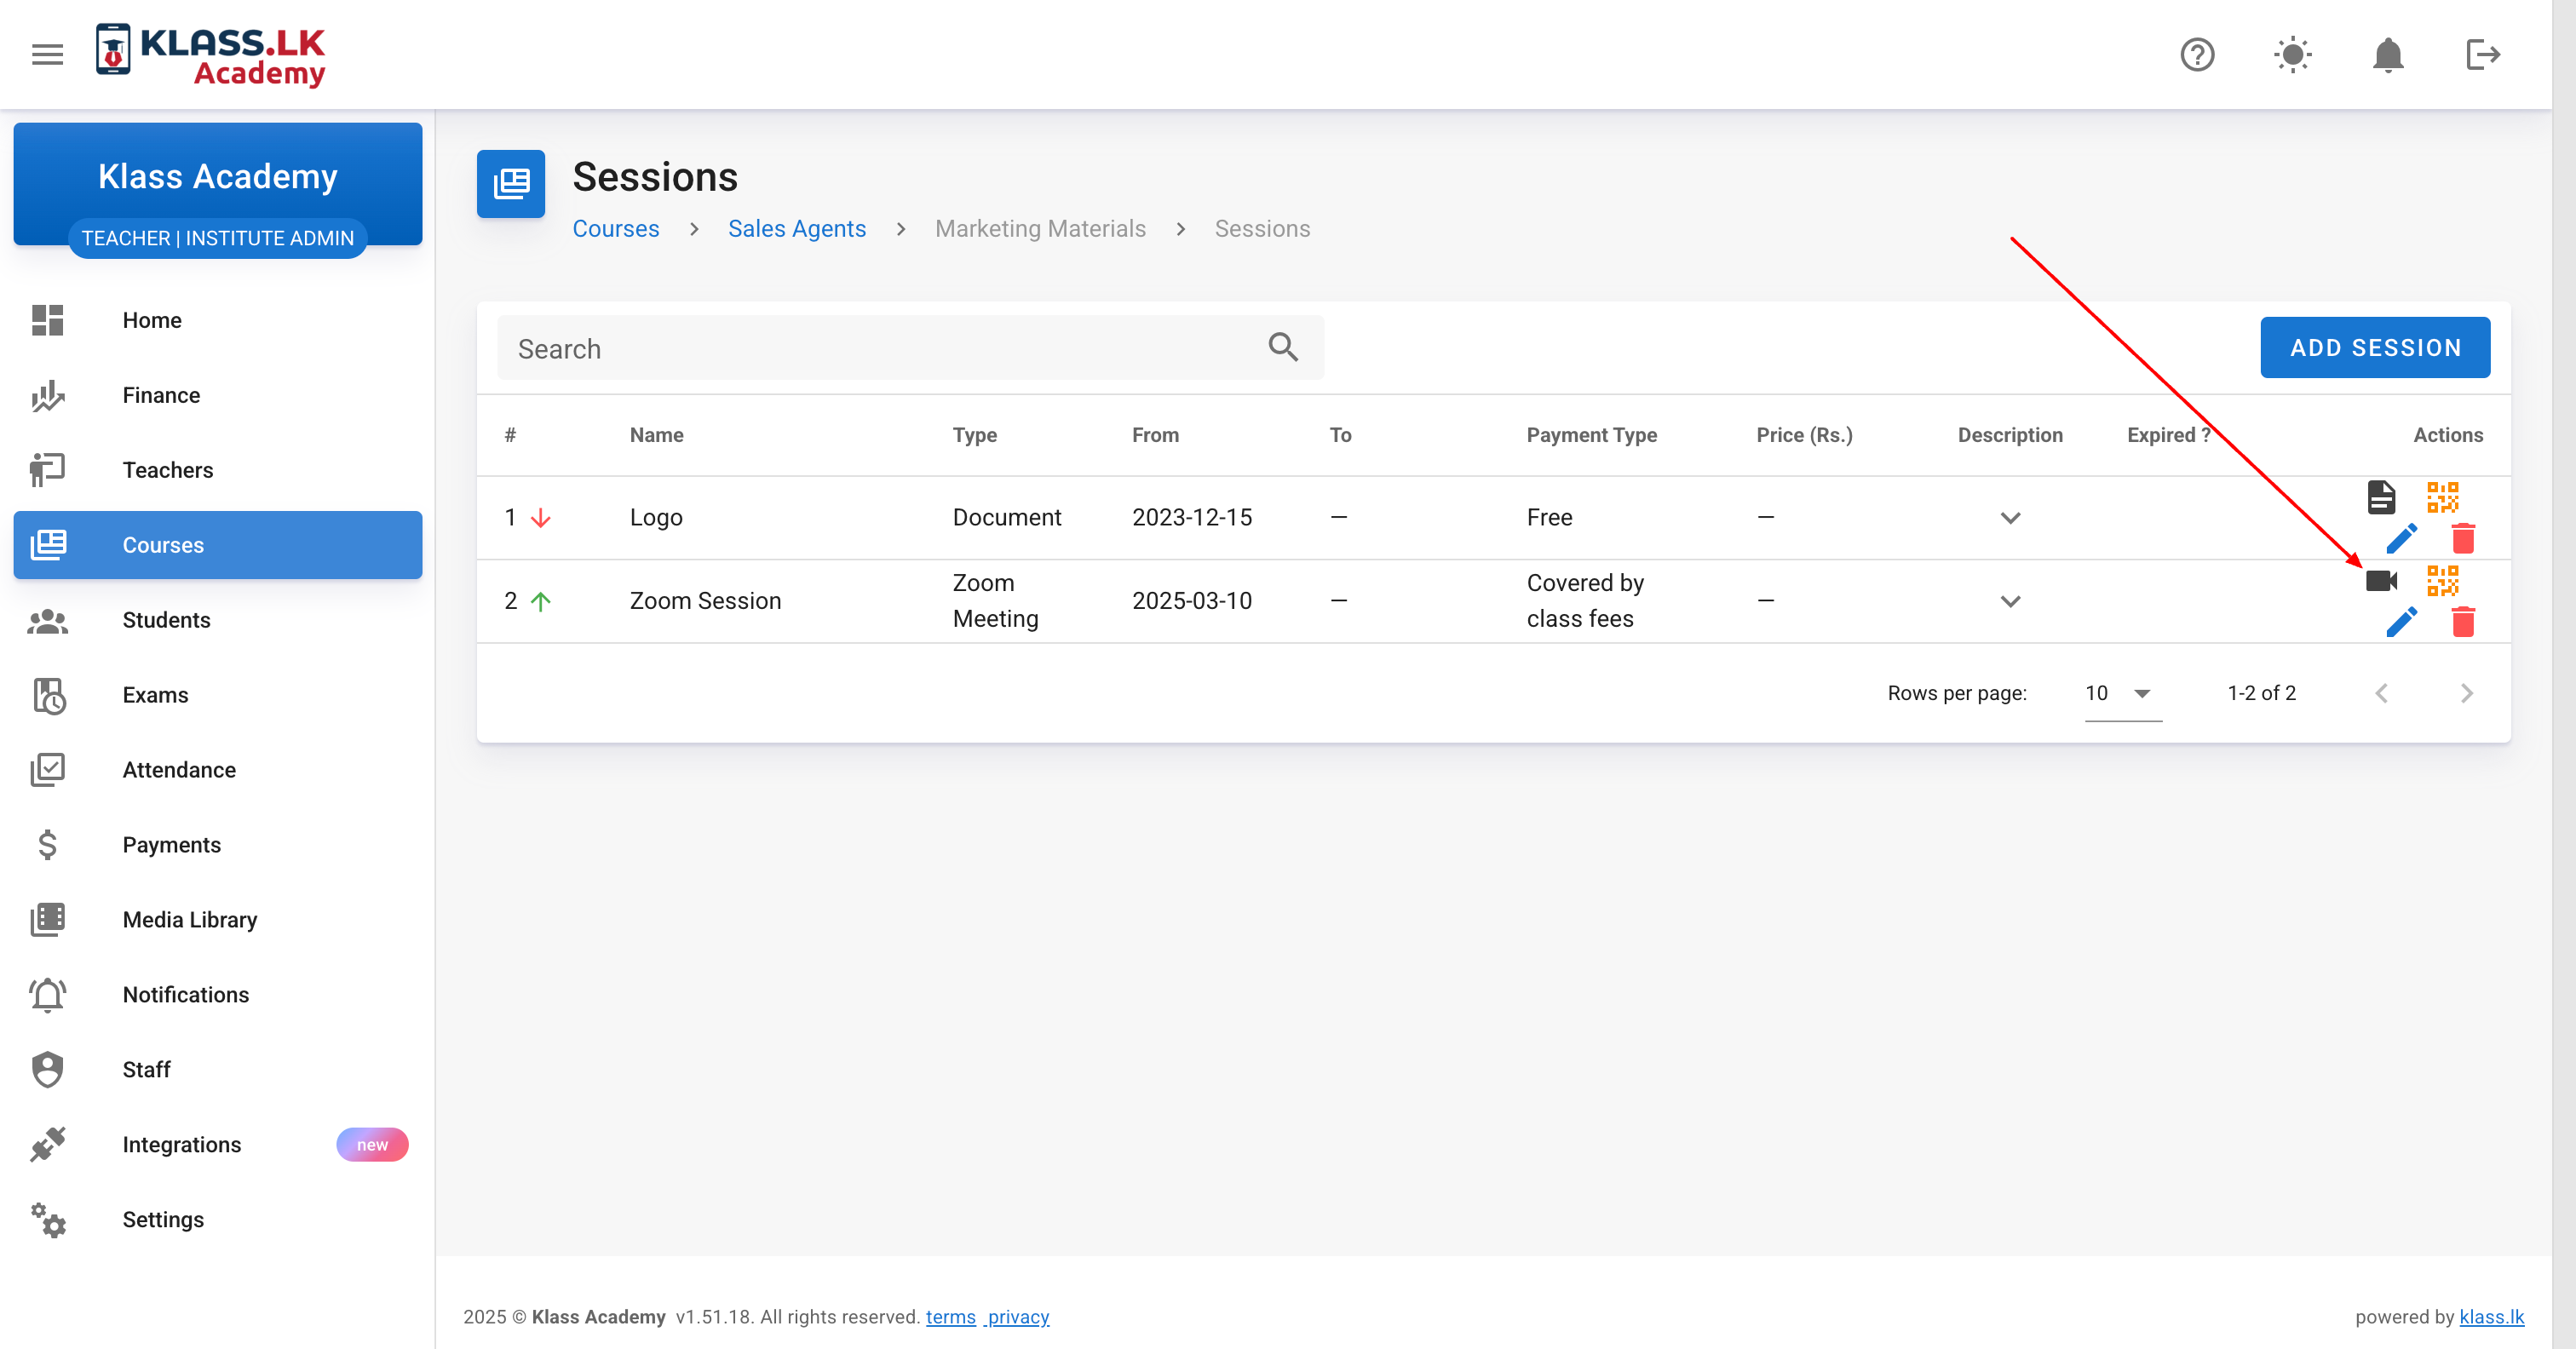 KLASS.LK
Academy
Klass Academy
TEACHER | INSTITUTE ADMIN
Home
Finance
Teachers
Courses
Students
Exams
Attendance
Payments
Media Library
Notifications
Staff
Integrations new
Settings
Sessions
Courses > Sales Agents > Marketing Materials > Sessions
Search
ADD SESSION
# Name Type From To Payment Type Price (Rs.) Description Expired ? Actions
1 Logo Document 2023-12-15 — Free —
2 Zoom Session Zoom Meeting 2025-03-10 — Covered by class fees —
Rows per page: 10 1-2 of 2
2025 © Klass Academy v1.51.18. All rights reserved. terms privacy
powered by klass.lk